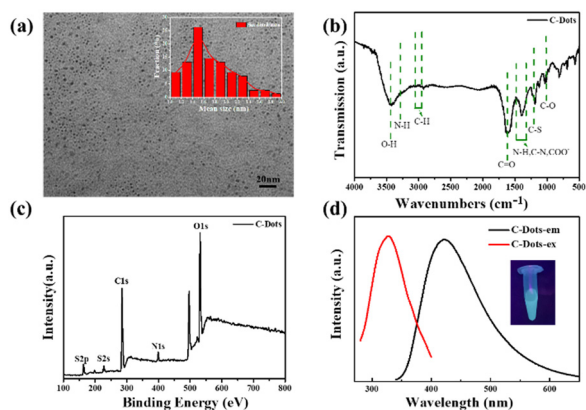 (a)
Fraction (%)
Mean size (nm)
20nm
(b)
C-Dots
Transmission (a.u.)
O-H
N-H
C-H
C=O
N-H,C-N,COO-
C-S
C-O
4000 3500 3000 2500 2000 1500 1000 500
Wavenumbers (cm-1)
(c)
C-Dots
Intensity(a.u.)
S2p
S2s
C1s
N1s
O1s
100 200 300 400 500 600 700 800
Binding Energy (eV)
(d)
C-Dots-em
C-Dots-ex
Intensity(a.u.)
300 400 500 600
Wavelength (nm)